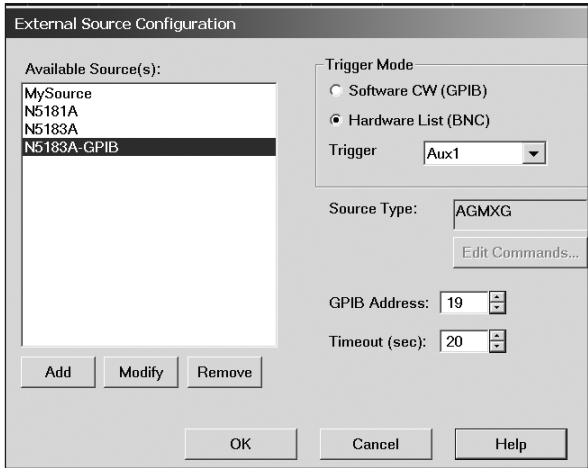 External Source Configuration
Available Source(s):
MySource
N5181A
N5183A
N5183A-GPIB
Add
Modify
Remove
Trigger Mode
Software CW (GPIB)
Hardware List (BNC)
Trigger
Aux1
Source Type:
AGMXG
Edit Commands...
GPIB Address:
19
Timeout (sec):
20
OK
Cancel
Help